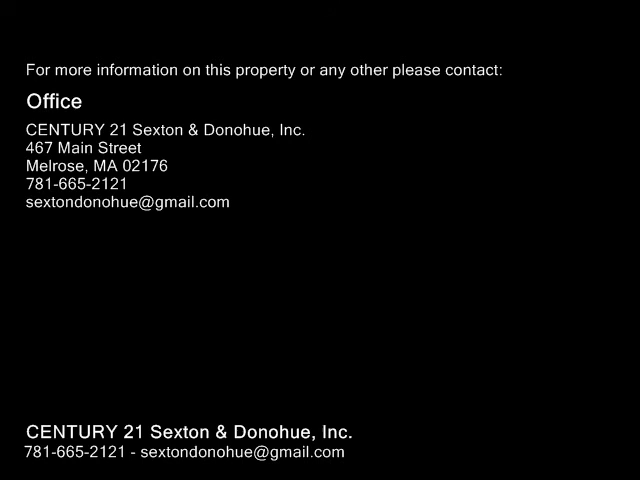 For more information on this property or any other please contact:
Office
CENTURY 21 Sexton & Donohue, Inc.
467 Main Street
Melrose, MA 02176
781-665-2121
sextondonohue@gmail.com
CENTURY 21 Sexton & Donohue, Inc.
781-665-2121 - sextondonohue@gmail.com